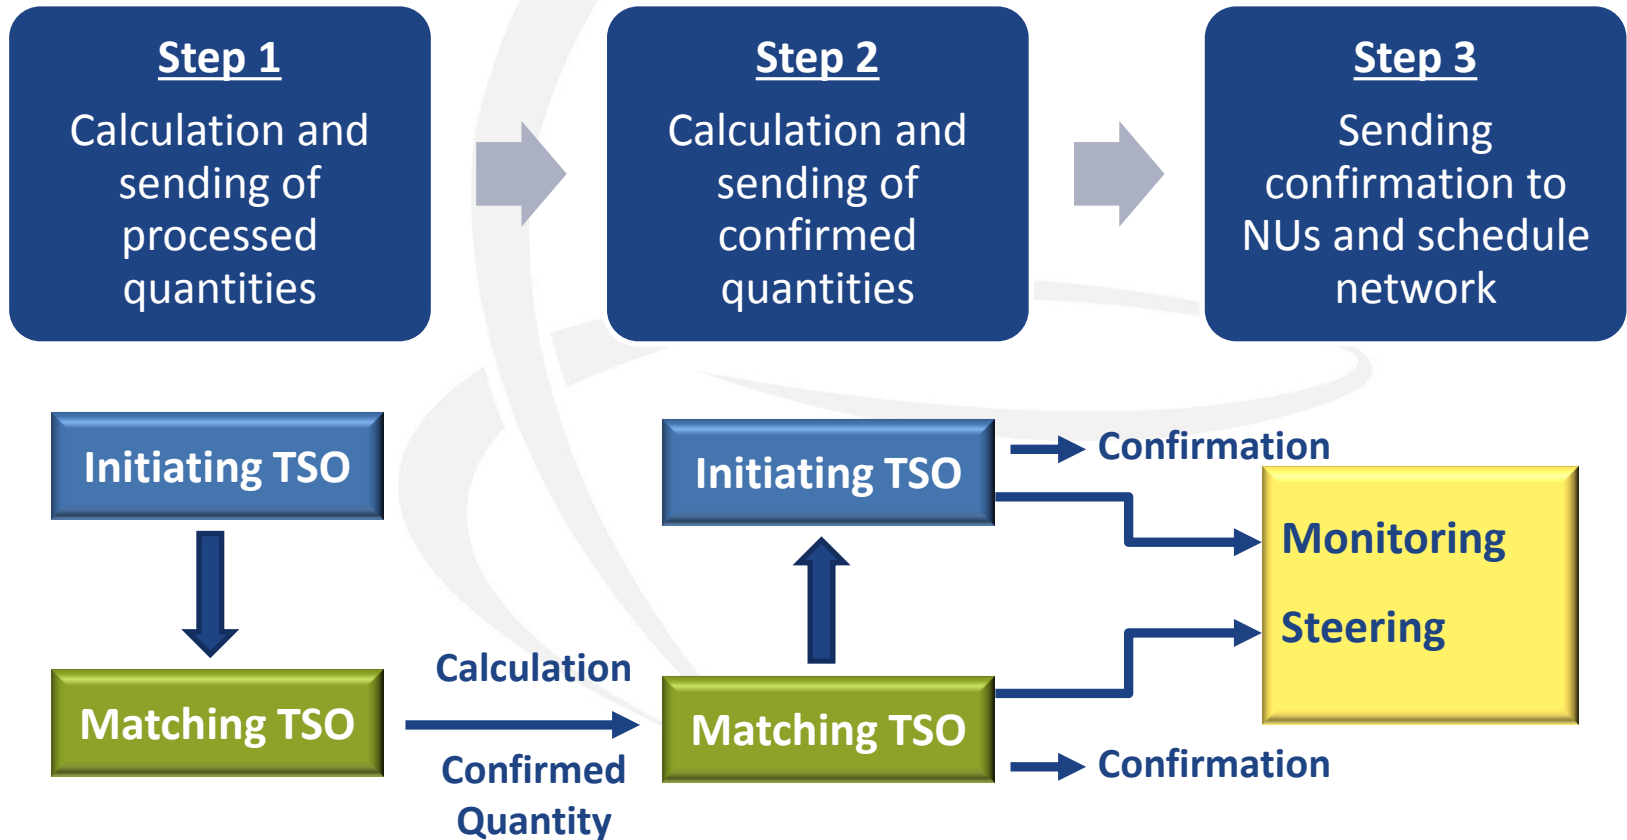 Step 1
Calculation and
sending of
processed
quantities
Step 2
Calculation and
sending of
confirmed
quantities
Step 3
Sending
confirmation to
NUs and schedule
network
Initiating TSO
Matching TSO
Calculation
Confirmed
Quantity
Initiating TSO
Matching TSO
Confirmation
Monitoring
Steering
Confirmation